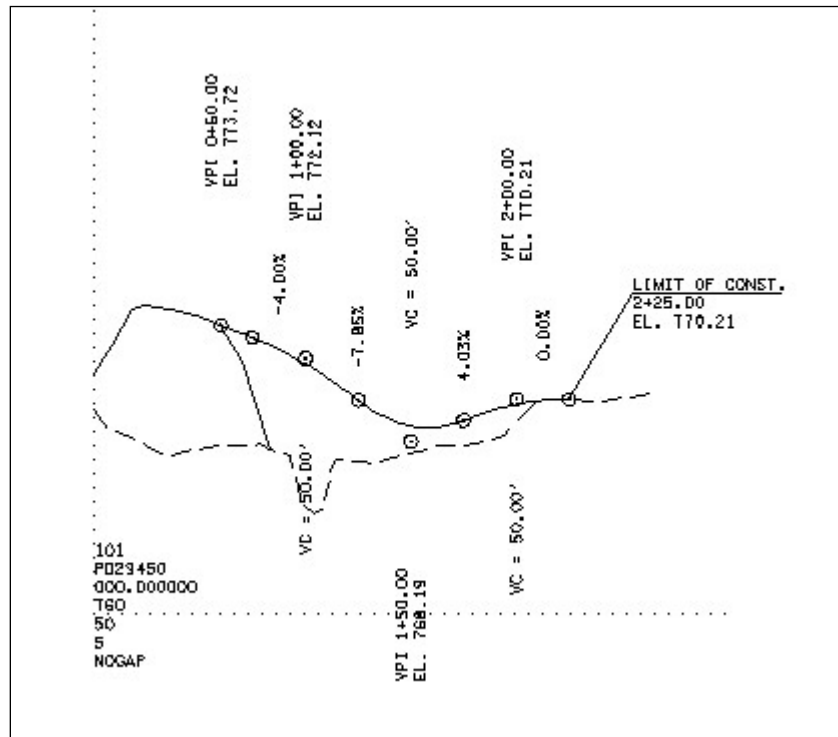 VPI 0+60.00
EL. 773.72
VPI 1+00.00
EL. 772.12
-4.00%
-7.85%
VC = 50.00'
4.03%
VPI 2+00.00
EL. 770.21
0.00%
LIMIT OF CONST.
2+25.00
EL. 770.21
VC = 50.00'
VPI 1+50.00
EL. 768.19
VC = 50.00'
101
P029450
000.000000
760
50
5
NOGAP